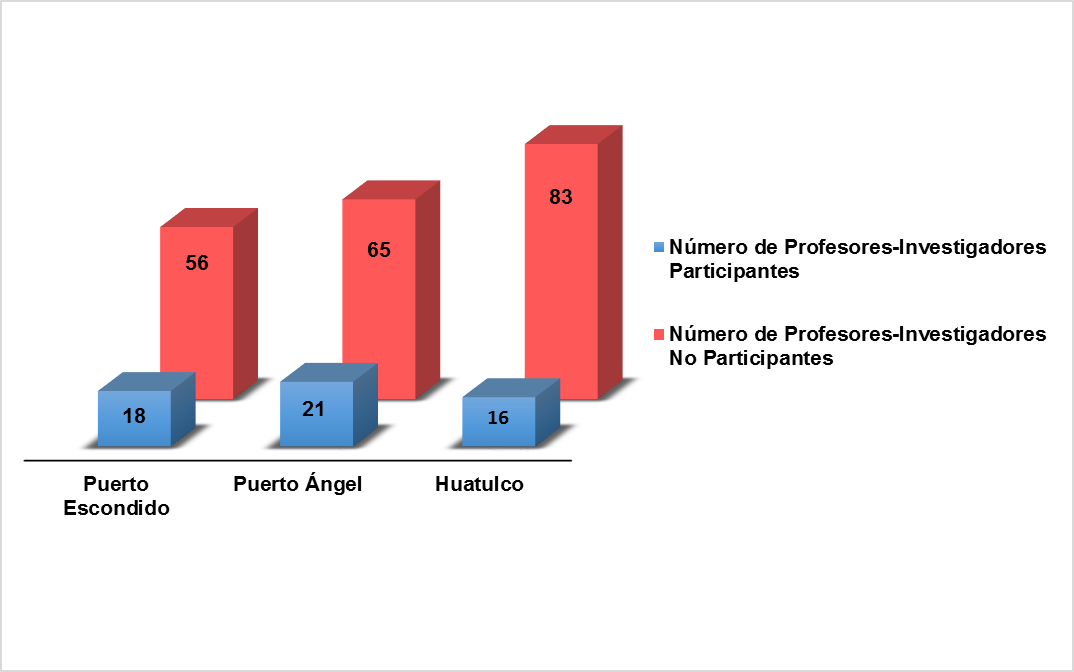 83
65
56
Número de Profesores-Investigadores
Participantes
Número de Profesores-Investigadores
No Participantes
18
21
16
Puerto
Escondido
Puerto Ángel
Huatulco